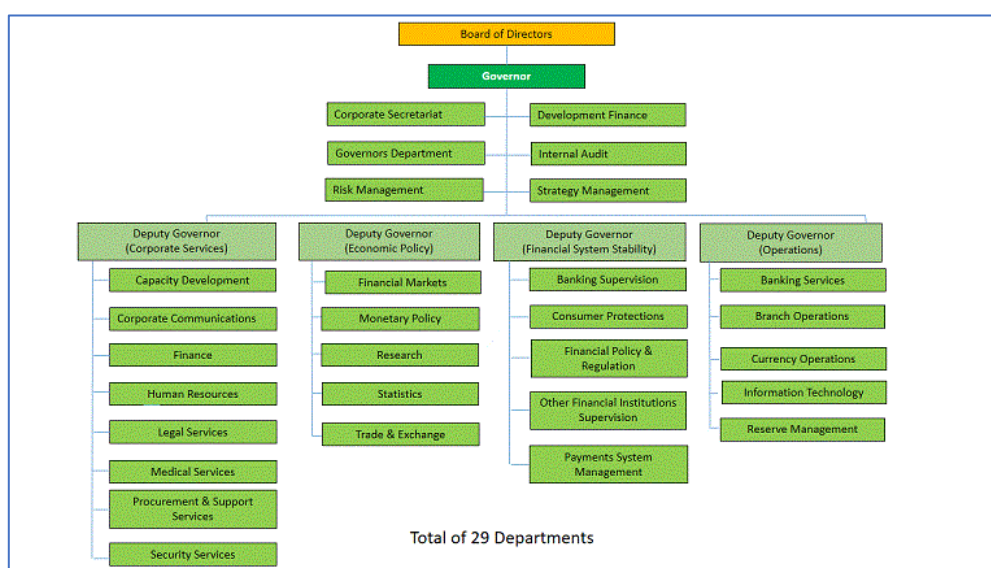 Board of Directors
Governor
Corporate Secretariat
Development Finance
Governors Department
Internal Audit
Risk Management
Strategy Management
Deputy Governor
(Corporate Services)
Capacity Development
Corporate Communications
Finance
Human Resources
Legal Services
Medical Services
Procurement & Support
Services
Security Services
Deputy Governor
(Economic Policy)
Financial Markets
Monetary Policy
Research
Statistics
Trade & Exchange
Deputy Governor
(Financial System Stability)
Banking Supervision
Consumer Protections
Financial Policy &
Regulation
Other Financial Institutions
Supervision
Payments System
Management
Deputy Governor
(Operations)
Banking Services
Branch Operations
Currency Operations
Information Technology
Reserve Management
Total of 29 Departments